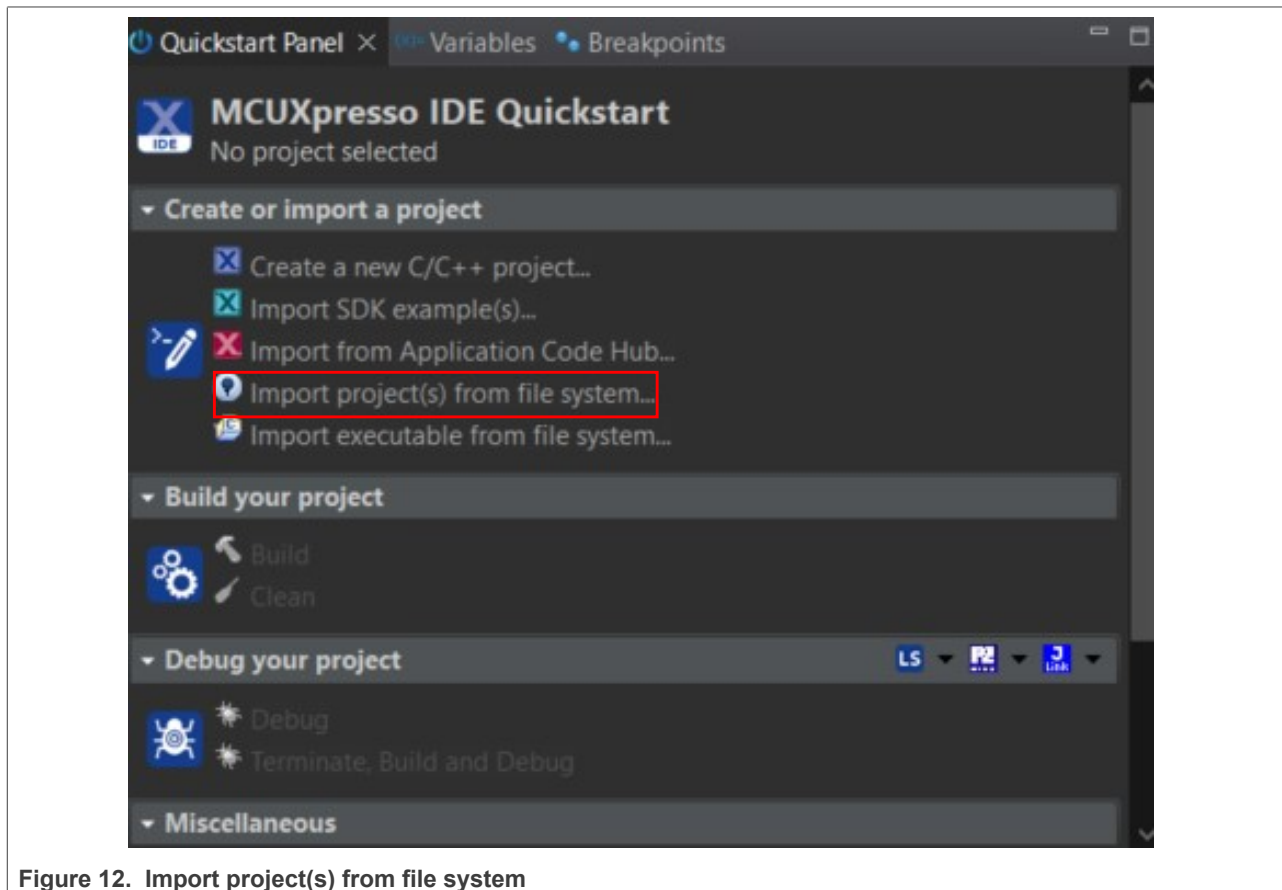 Quickstart Panel (x)= Variables Breakpoints
MCUXpresso IDE Quickstart
IDE
No project selected
Create or import a project
Create a new C/C++ project...
Import SDK example(s)...
Import from Application Code Hub...
Import project(s) from file system...
Import executable from file system...
Build your project
Build
Clean
Debug your project LS P2 J Link
Debug
Terminate, Build and Debug
Miscellaneous
Figure 12. Import project(s) from file system